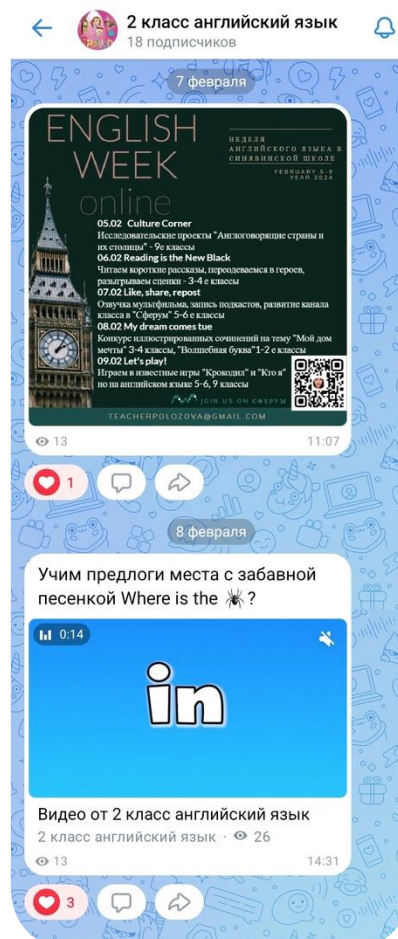 2 класс английский язык
18 подписчиков
7 февраля
ENGLISH
WEEK
online
НЕДЕЛЯ
АНГЛИЙСКОГО ЯЗЫКА В
СИНЯВИНСКОЙ ШКОЛЕ
FEBRUARY 5-9
YEAR 2024
05.02 Culture Corner
Исследовательские проекты "Англоговорящие страны и
их столицы" - 9е классы
06.02 Reading is the New Black
Читаем короткие рассказы, переодеваемся в героев,
разыгрываем сценки - 3-4 е классы
07.02 Like, share, repost
Озвучка мультфильма, запись подкастов, развитие канала
класса в "Сферум" 5-6 е классы
08.02 My dream comes tue
Конкурс иллюстрированных сочинений на тему "Мой дом
мечты" 3-4 классы, "Волшебная буква"1-2 е классы
09.02 Let's play!
Играем в известные игры "Крокодил" и "Кто я"
но на английском языке 5-6, 9 классы
JOIN US ON СФЕРУМ
TEACHERPOLOZOVA@GMAIL.COM
13
11:07
1
8 февраля
Учим предлоги места с забавной
песенкой Where is the 🕷?
0:14
in
Видео от 2 класс английский язык
2 класс английский язык · 26
13
14:31
3